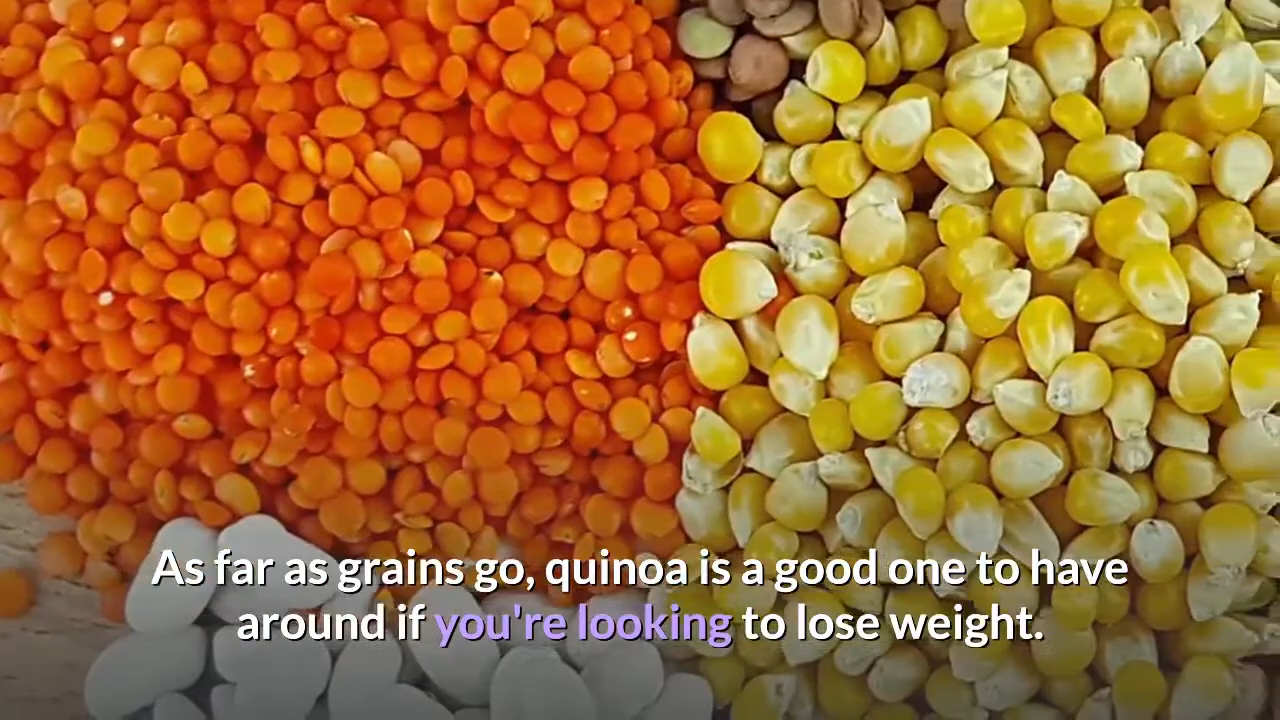 As far as grains go, quinoa is a good one to have
around if you're looking to lose weight.